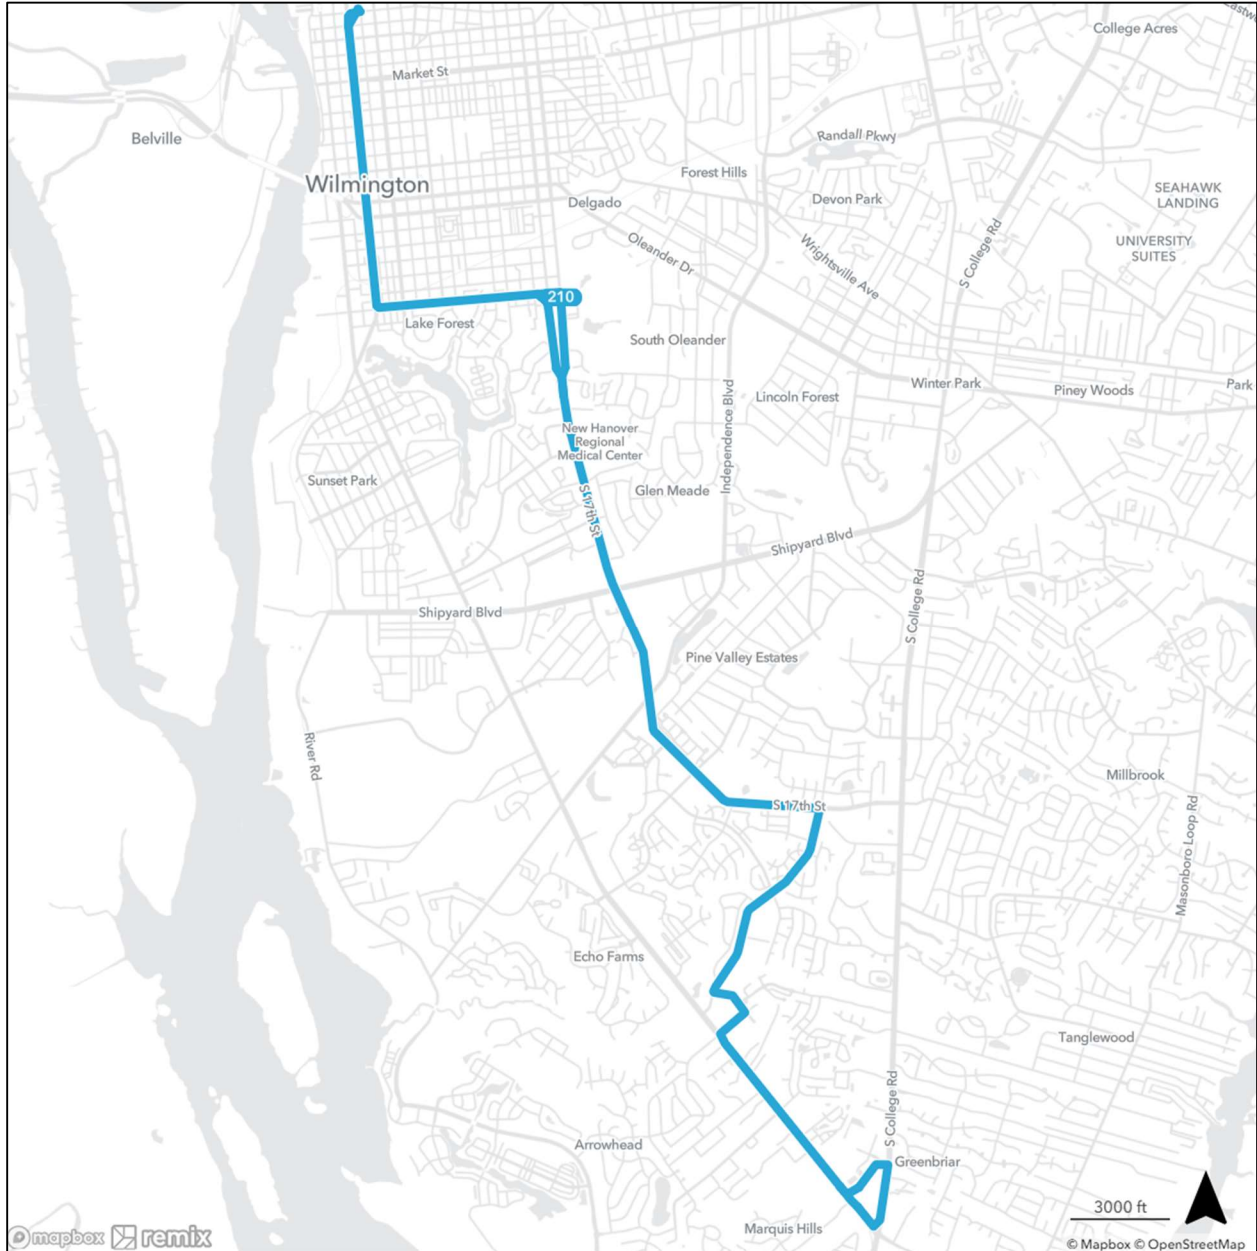 College Acres
Market St
Belville
Randall Pkwy
Forest Hills
Wilmington
SEAHAWK
LANDING
Delgado
Devon Park
Oleander Dr
Wrightsville Ave
S College Rd
UNIVERSITY
SUITES
210
Lake Forest
South Oleander
Winter Park
Piney Woods
Park
Lincoln Forest
Independence Blvd
New Hanover
Regional
Medical Center
Sunset Park
Glen Meade
S 17th St
Shipyard Blvd
Shipyard Blvd
S College Rd
Pine Valley Estates
River Rd
Millbrook
S 17th St
Masonboro Loop Rd
Echo Farms
Tanglewood
S College Rd
Arrowhead
Greenbriar
3000 ft
Marquis Hills
mapbox remix
© Mapbox © OpenStreetMap